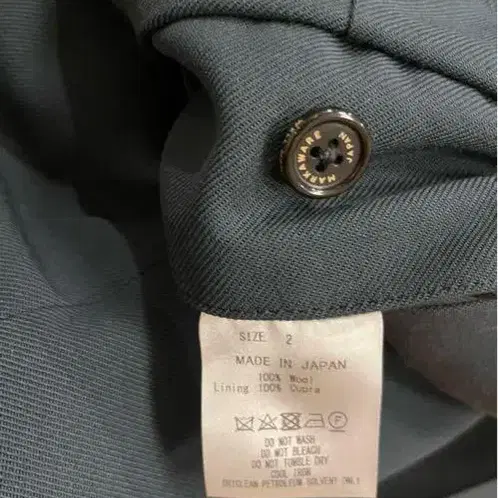 MARKAWARE JAPAN
SIZE 2
MADE IN JAPAN
100% Wool
Lining 100% Cupra
DO NOT WASH
DO NOT BLEACH
DO NOT TUMBLE DRY
COOL IRON
DRYCLEAN PETROLEUM SOLVENT ONLY